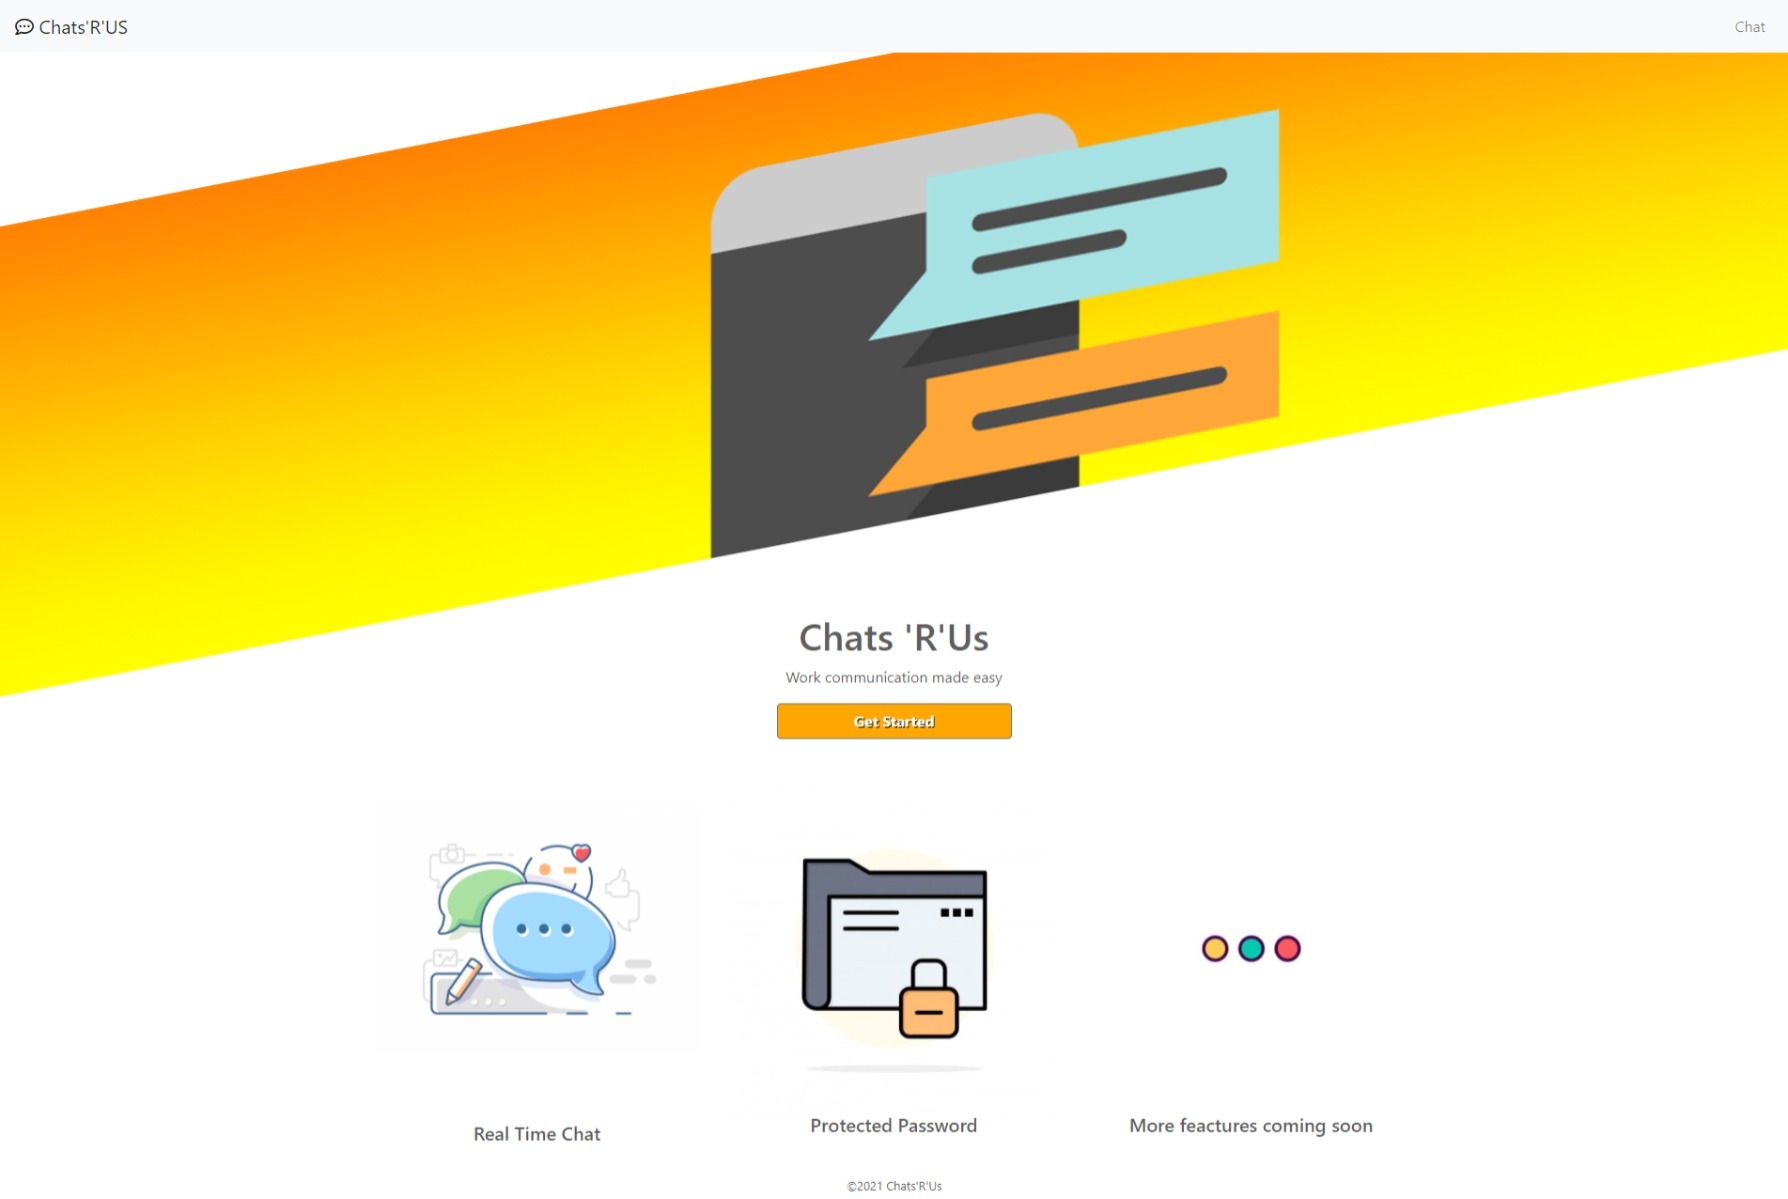 Chats'R'US
Chat
Chats 'R'Us
Work communication made easy
Get Started
Real Time Chat
Protected Password
More feactures coming soon
©2021 Chats'R'Us